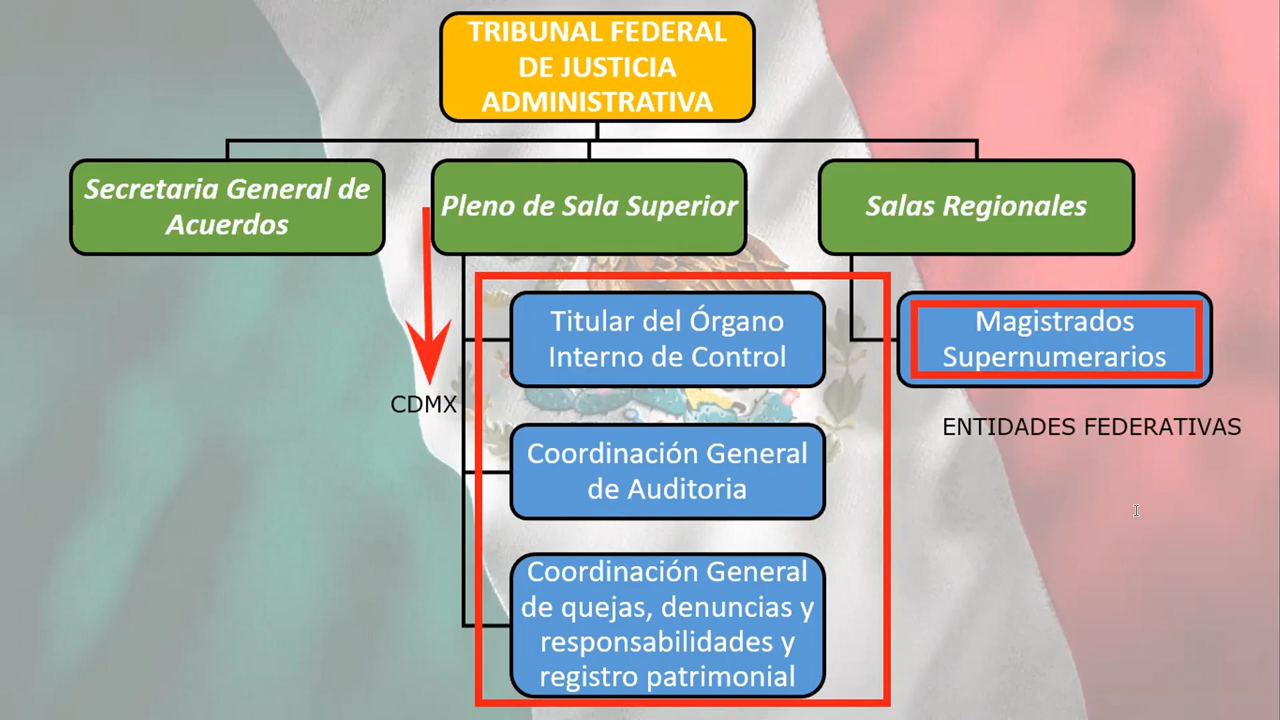 TRIBUNAL FEDERAL
DE JUSTICIA
ADMINISTRATIVA
Secretaria General de
Acuerdos
Pleno de Sala Superior
Salas Regionales
Titular del Órgano
Interno de Control
Magistrados
Supernumerarios
CDMX
ENTIDADES FEDERATIVAS
Coordinación General
de Auditoria
Coordinación General
de quejas, denuncias y
responsabilidades y
registro patrimonial